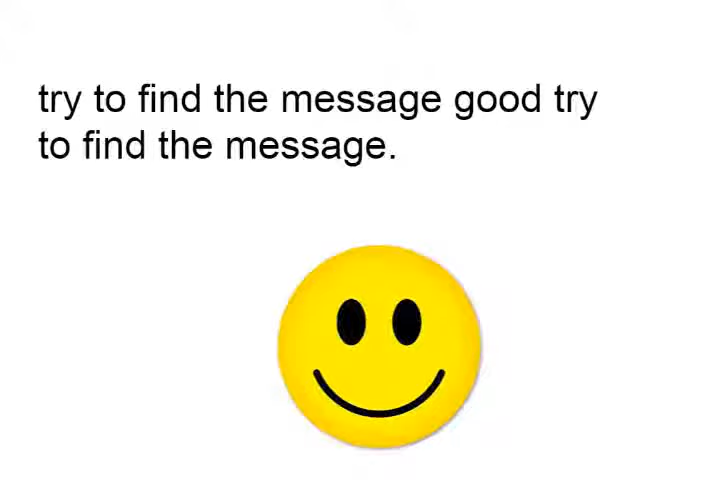 try to find the message good try
to find the message.